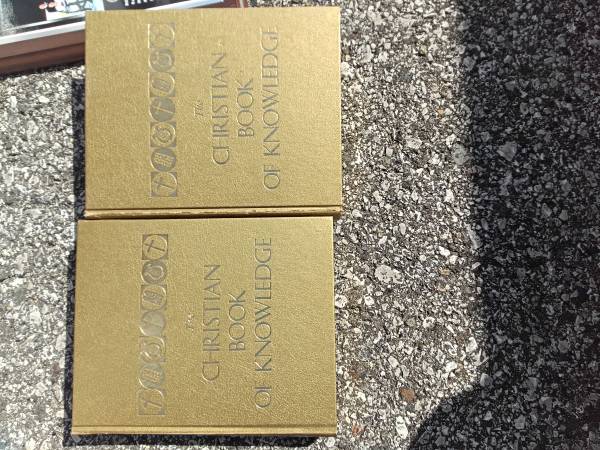 The
CHRISTIAN
BOOK
OF KNOWLEDGE
The
CHRISTIAN
BOOK
OF KNOWLEDGE